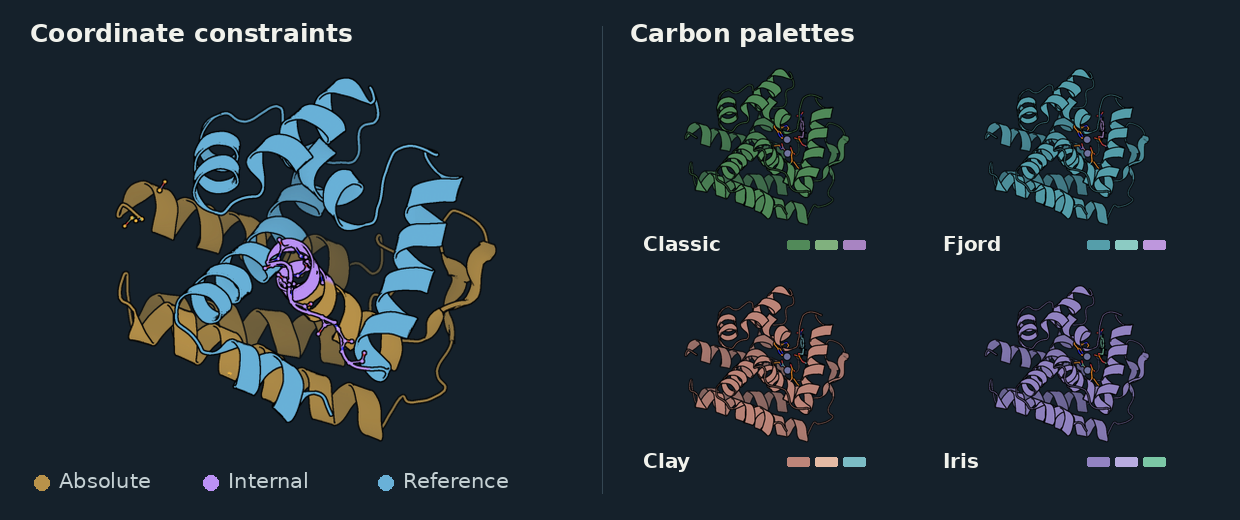 Coordinate constraints
Absolute
Internal
Reference
Carbon palettes
Classic
Fjord
Clay
Iris